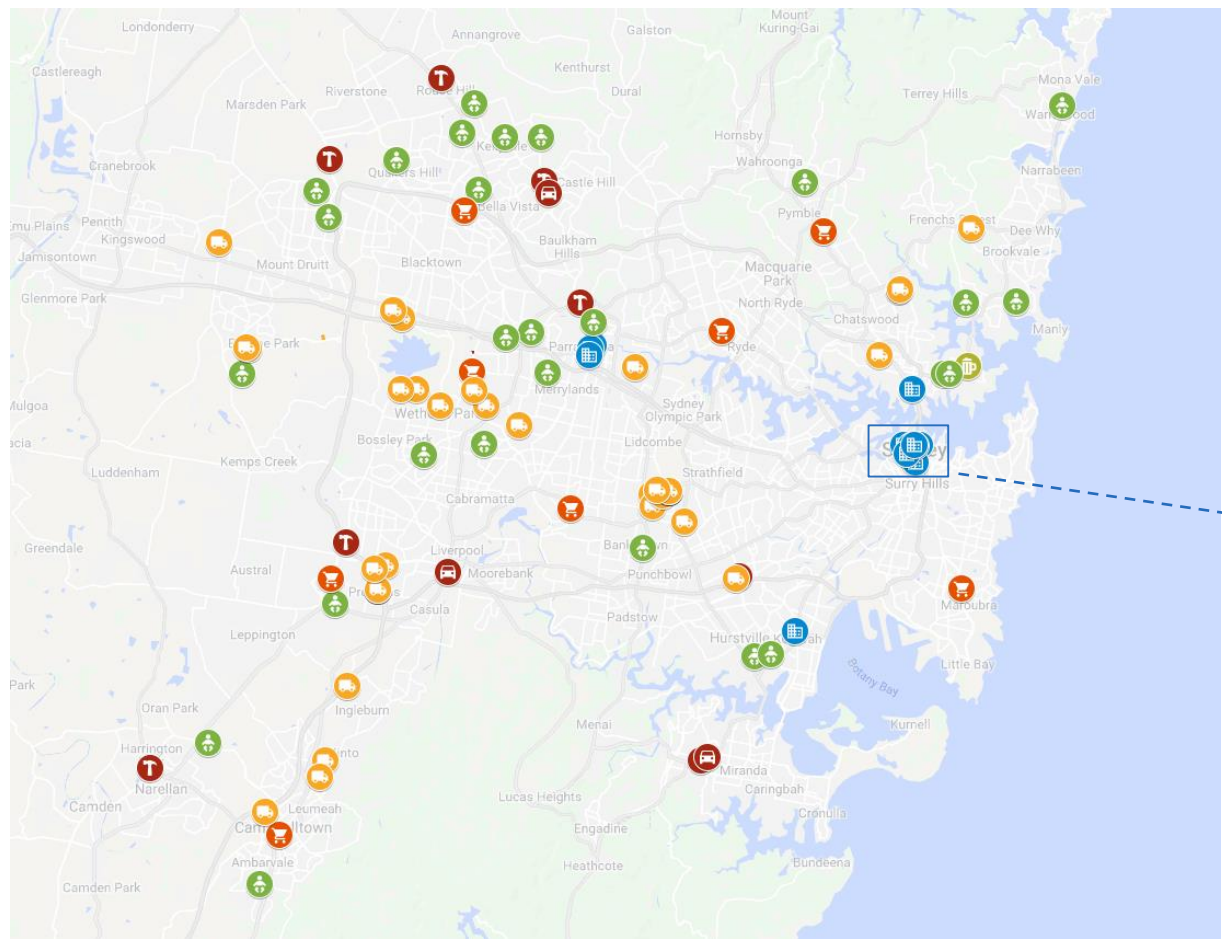 Londonderry
Mount
Kuring-Gai
Annangrove
Galston
Castlereagh
Kenthurst
Mona Vale
Riverstone
Dural
Terrey Hills
Marsden Park
Hornsby
Cranebrook
Wahroonga
Narrabeen
Castle Hill
Bella Vista
Pymble
Penrith
Kingswood
Dee Why
Jamisontown
Baulkham
Hills
Brookvale
Mount Druitt
Blacktown
Macquarie
Park
Glenmore Park
North Ryde
Chatswood
Manly
Ryde
Merrylands
Sydney
Olympic Park
Bossley Park
Lidcombe
Kemps Creek
Luddenham
Strathfield
Surry Hills
Cabramatta
Greendale
Liverpool
Austral
Moorebank
Punchbowl
Casula
Maroubra
Padstow
Leppington
Hurstville
Little Bay
Botany Bay
Park
Oran Park
Ingleburn
Menai
Kurnell
Harrington
Miranda
Narellan
Caringbah
Lucas Heights
Camden
Leumeah
Cronulla
Engadine
Ambarvale
Heathcote
Bundeena
Camden Park